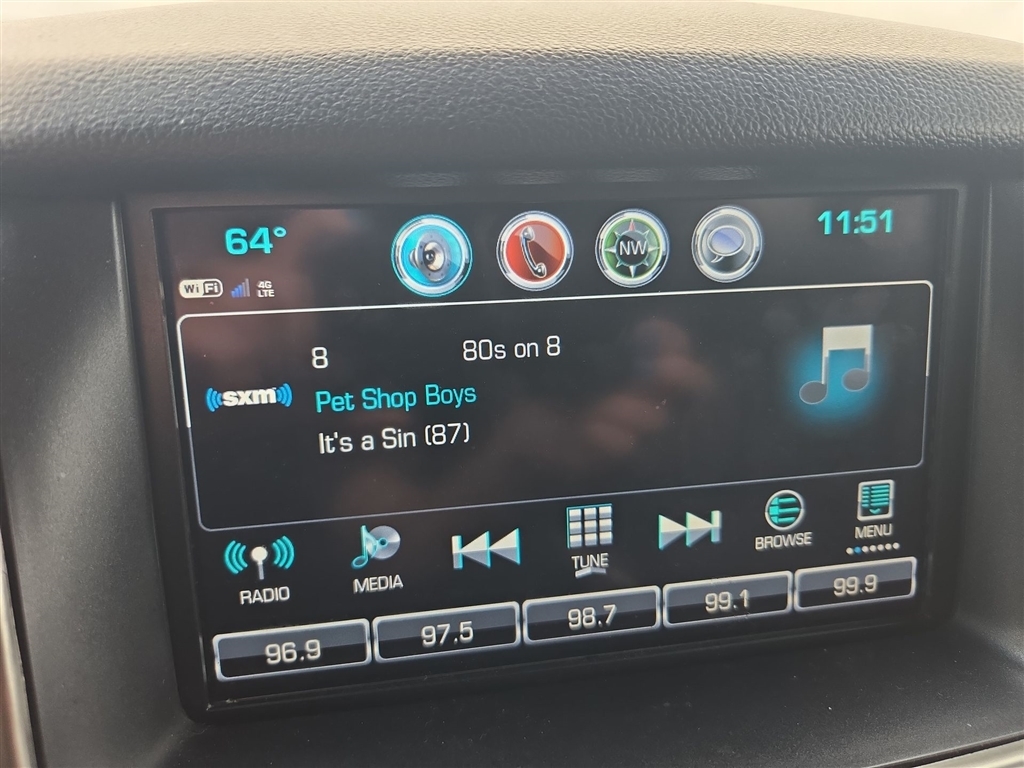 64°
NW
11:51
WiFi
4G
LTE
8
80s on 8
((sxm))
Pet Shop Boys
It's a Sin (87)
RADIO
MEDIA
TUNE
BROWSE
MENU
96.9
97.5
98.7
99.1
99.9